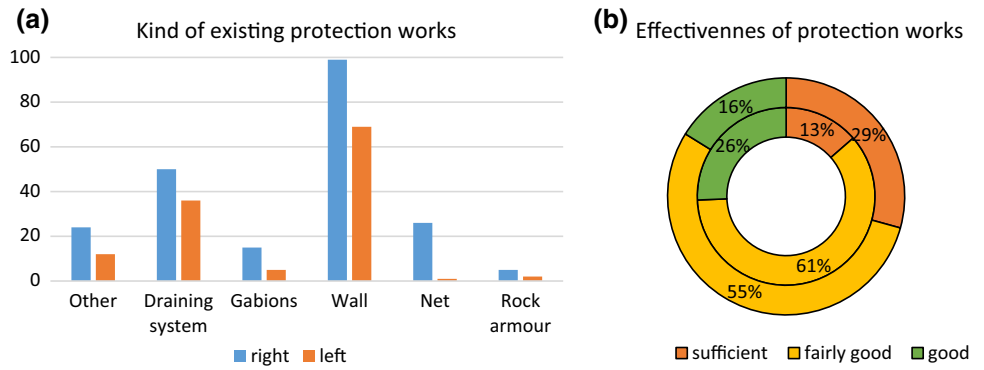 (a)
Kind of existing protection works
100
80
60
40
20
0
Other
Draining system
Gabions
Wall
Net
Rock armour
right
left
(b)
Effectivennes of protection works
16%
13%
29%
26%
61%
55%
sufficient
fairly good
good